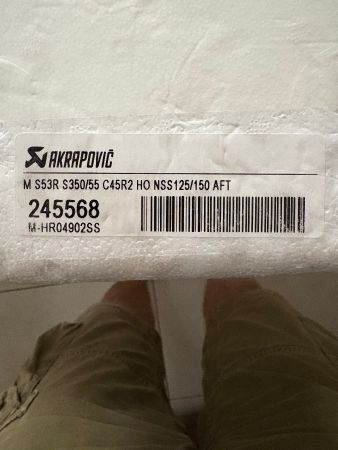 AKRAPOVIČ
M S53R S350/55 C45R2 HO NSS125/150 AFT
245568
M-HR04902SS